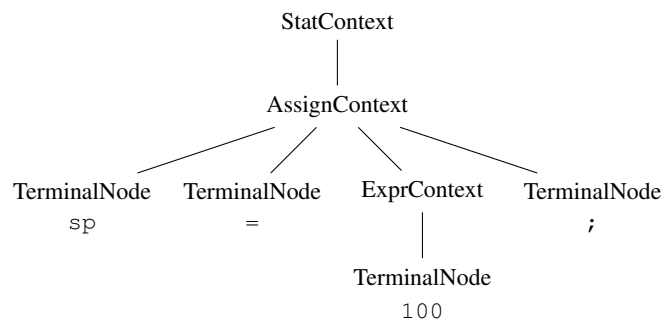 StatContext
AssignContext
TerminalNode TerminalNode ExprContext TerminalNode
sp = ;
TerminalNode
100